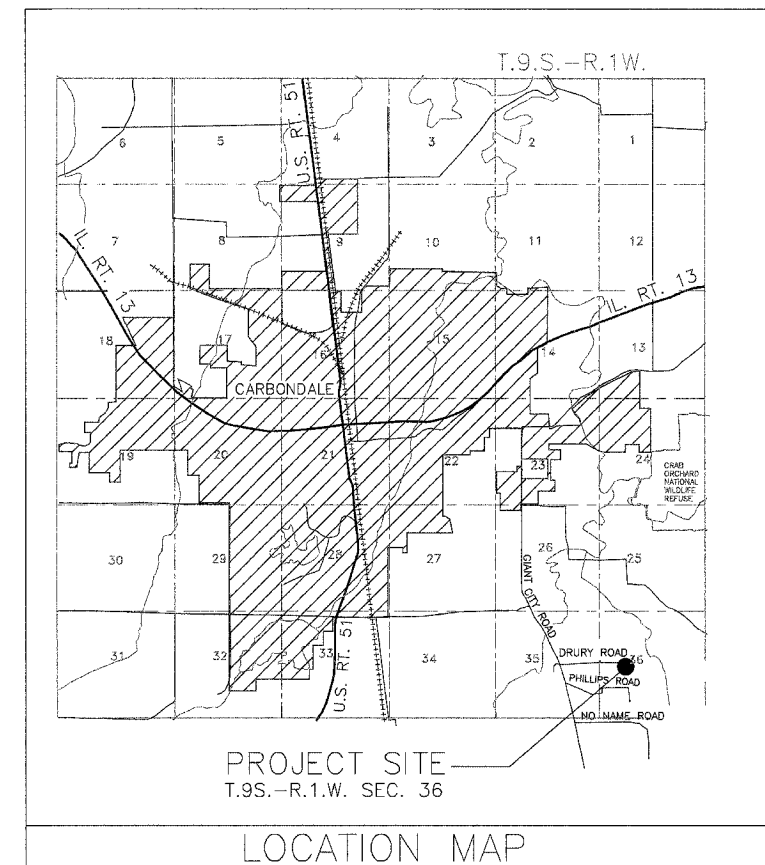 T.9.S.-R.1W.
6 5 4 3 2 1
U.S. RT. 51
7 8 9 10 11 12
IL. RT. 13
IL. RT. 13
18 17 16 15 14 13
CARBONDALE
19 20 21 22 23 24
CRAB
ORCHARD
NATIONAL
WILDLIFE
REFUSE
30 29 28 27 26 25
GIANT CITY ROAD
31 32 33 34 35 36
U.S. RT. 51
DRURY ROAD
PHILLIPS ROAD
NO NAME ROAD
PROJECT SITE
T.9S.-R.1.W. SEC. 36
LOCATION MAP